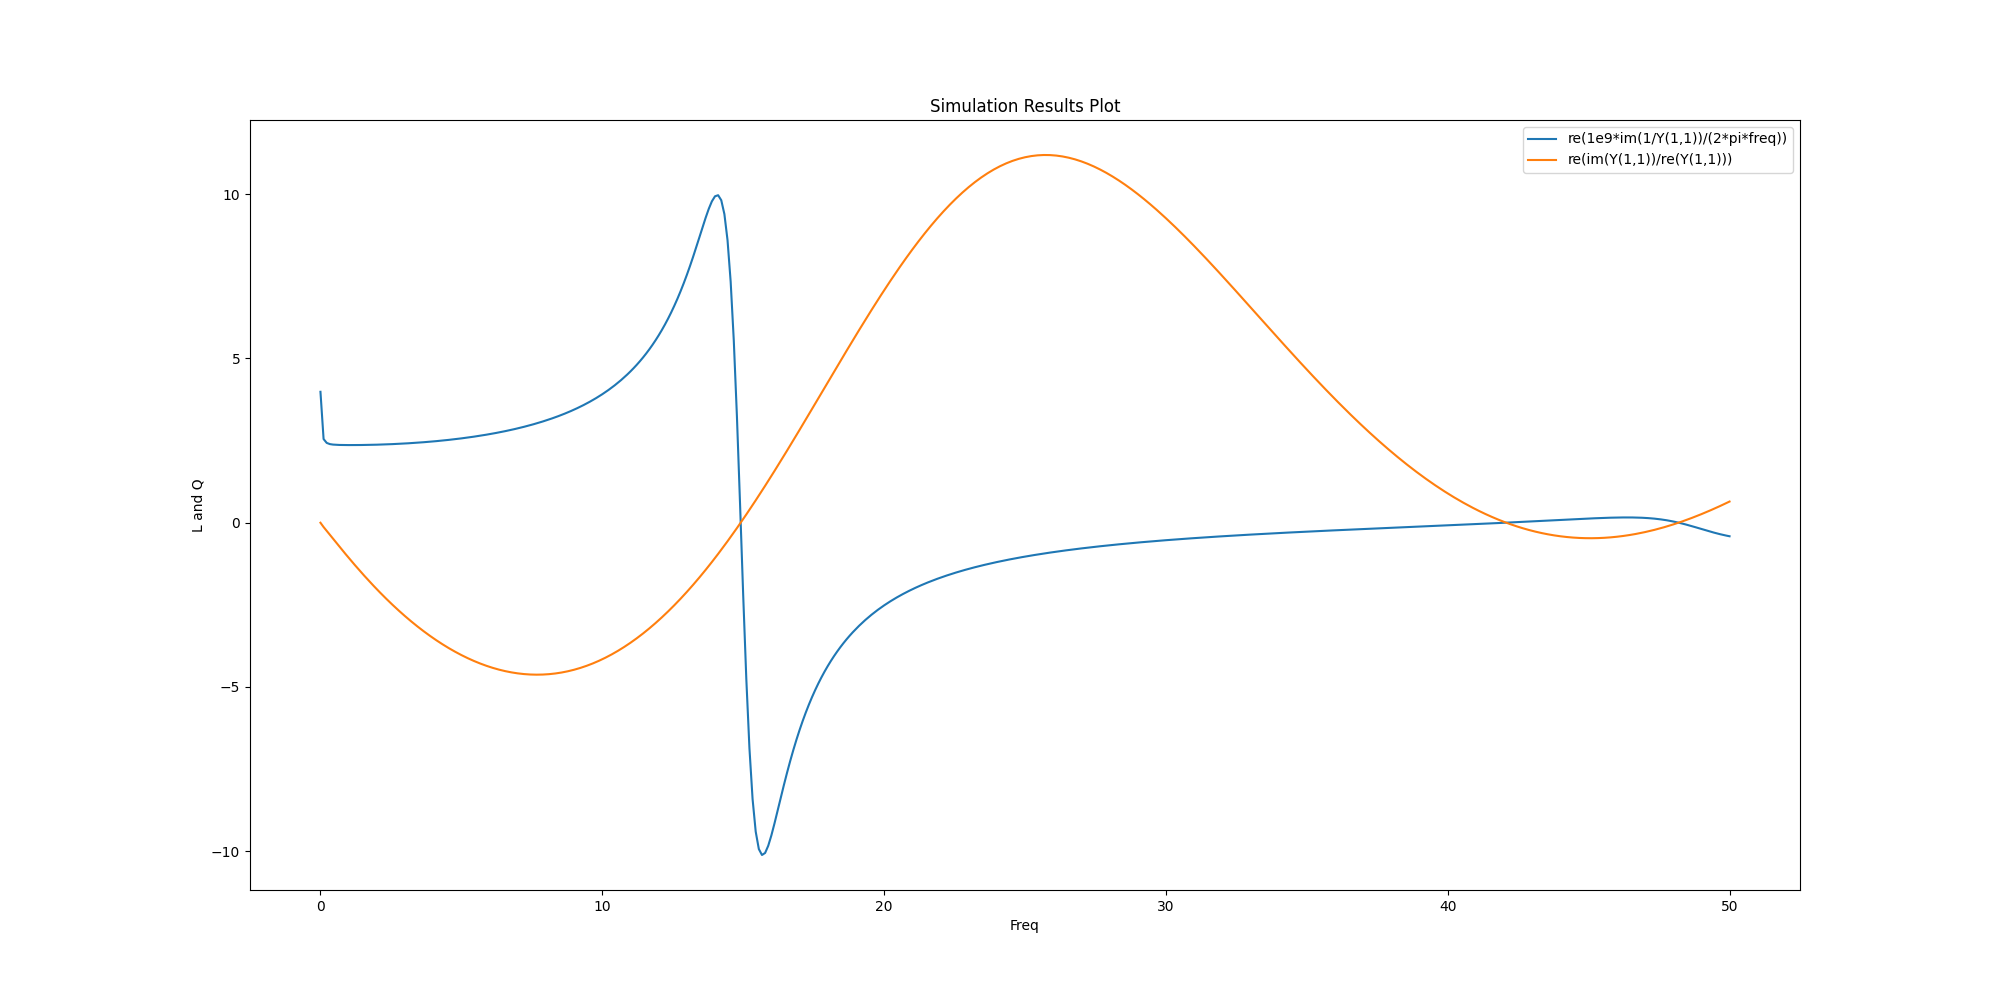 Simulation Results Plot
re(1e9*im(1/Y(1,1))/(2*pi*freq))
re(im(Y(1,1))/re(Y(1,1)))
L and Q
10
5
0
−5
−10
0 10 20 30 40 50
Freq